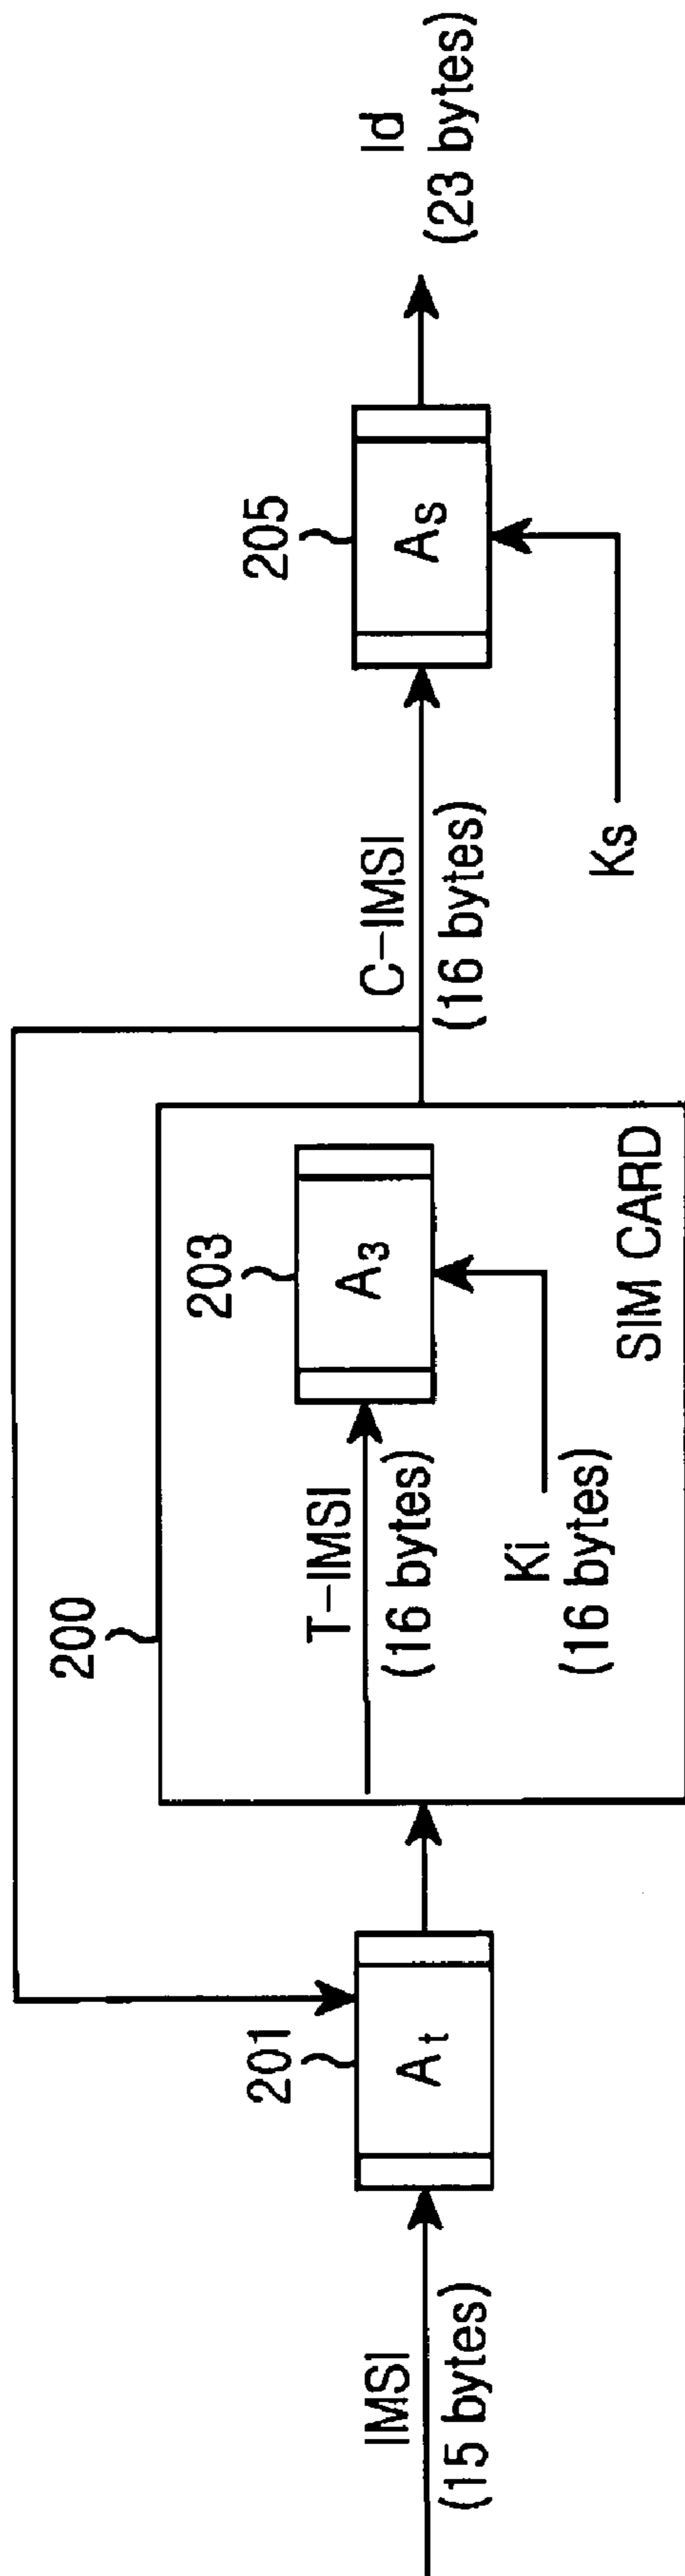 IMSI
(15 bytes)
201
At
200
T-IMSI
(16 bytes)
Ki
(16 bytes)
203
A3
SIM CARD
C-IMSI
(16 bytes)
Ks
205
As
Id
(23 bytes)